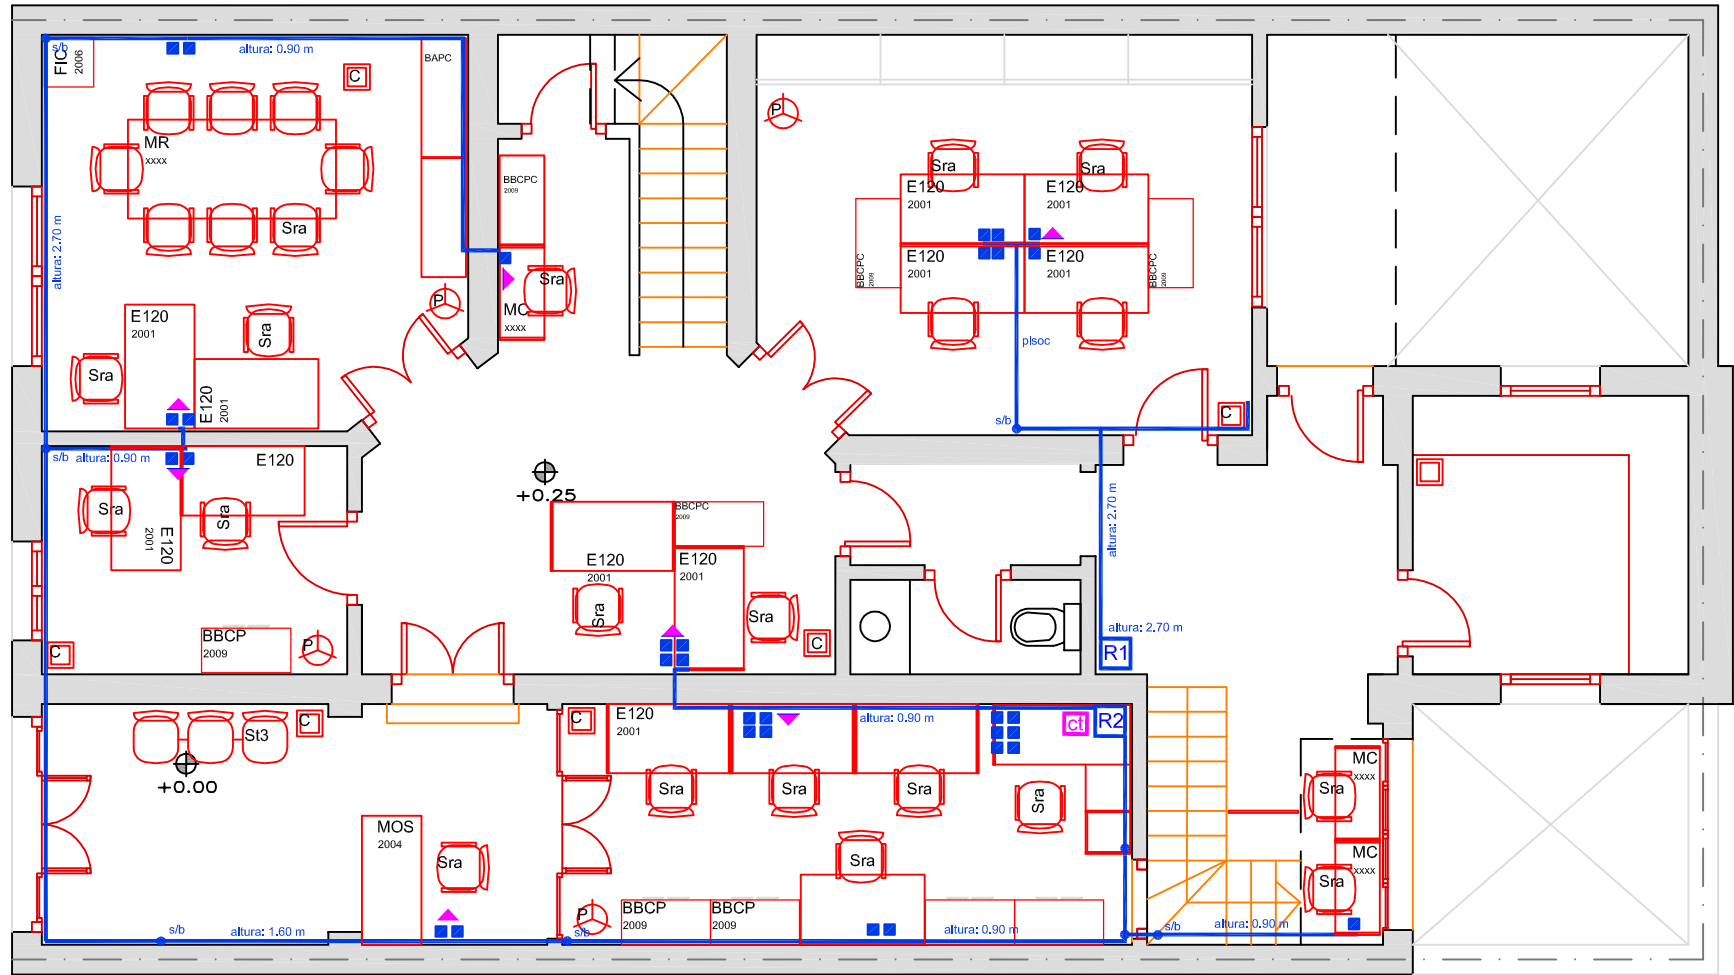 s/b
altura: 0.90 m
FIC
2006
C
BAPC
MR
xxxx
Sra
altura: 2.70 m
P
E120
2001
Sra
Sra
E120
2001
BBCPC
2009
Sra
MC
xxxx
P
Sra
Sra
E120
2001
E120
2001
E120
2001
E120
2001
BBCPC
2009
BBCPC
2009
plsoc
s/b
C
s/b
altura: 0.90 m
E120
Sra
Sra
E120
2001
BBCP
2009
P
C
+0.25
BBCPC
2009
E120
2001
E120
2001
Sra
Sra
C
altura: 2.70 m
altura: 2.70 m
R1
C
C
St3
+0.00
MOS
2004
Sra
s/b
altura: 1.60 m
C
E120
2001
altura: 0.90 m
ct
R2
Sra
Sra
Sra
Sra
Sra
P
s/b
BBCP
2009
BBCP
2009
altura: 0.90 m
s/b
altura: 0.90 m
MC
xxxx
Sra
MC
xxxx
Sra